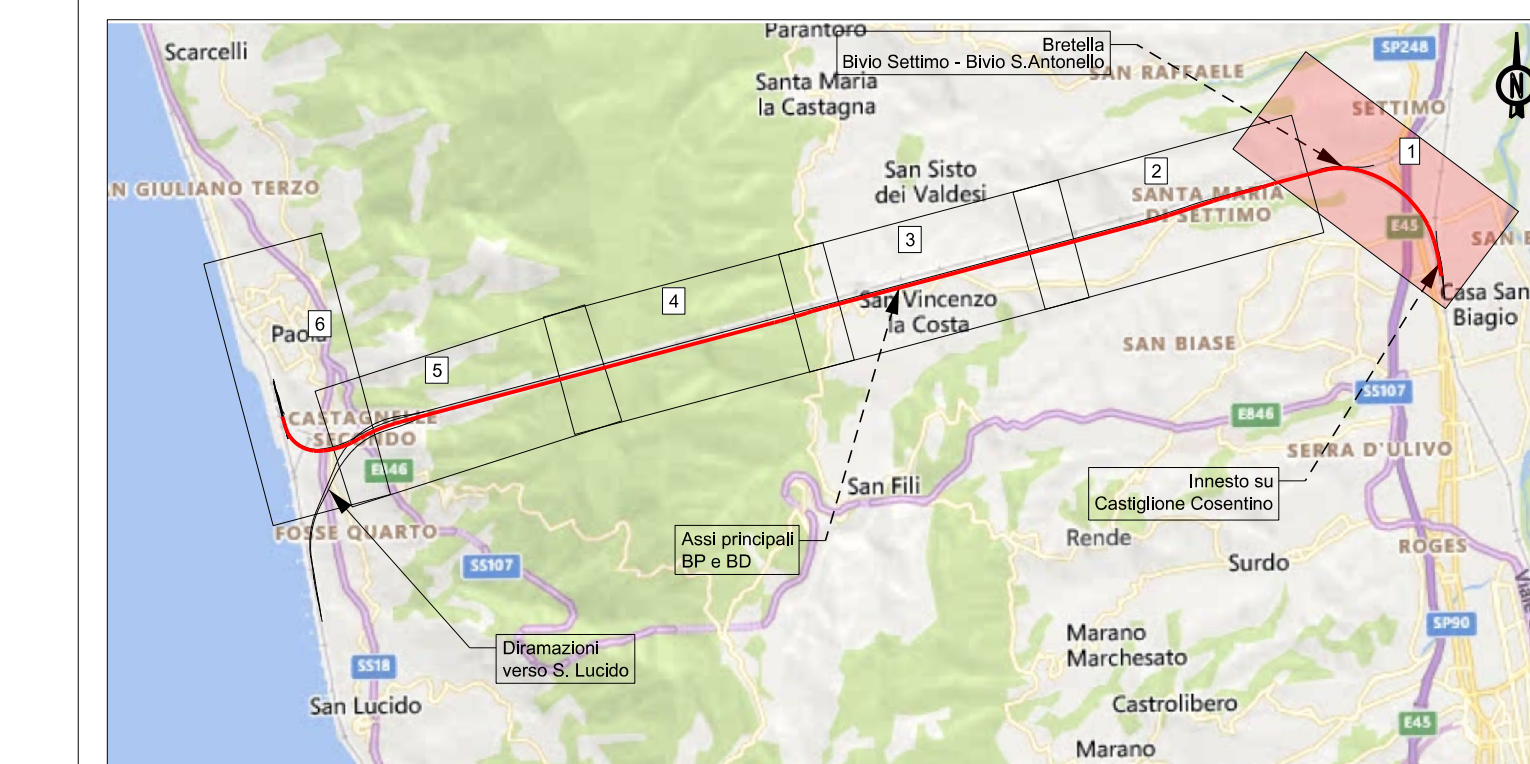 Parantoro
Scarcelli
Bretella
Bivio Settimo - Bivio S.Antonello
SP248
SAN RAFFAELE
Santa Maria
la Castagna
N
SETTIMO
1
2
San Sisto
dei Valdesi
N GIULIANO TERZO
SANTA MARIA
DI SETTIMO
E45
3
4
San Vincenzo
la Costa
Casa San
Biagio
6
Paola
SAN BIASE
5
SS107
E846
CASTAGNELLE
SECONDO
SERRA D'ULIVO
E846
San Fili
Innesto su
Castiglione Cosentino
FOSSE QUARTO
Assi principali
BP e BD
Rende
ROGES
SS107
Surdo
SP90
Marano
Marchesato
Diramazioni
verso S. Lucido
SS18
San Lucido
Castrolibero
E45
Marano